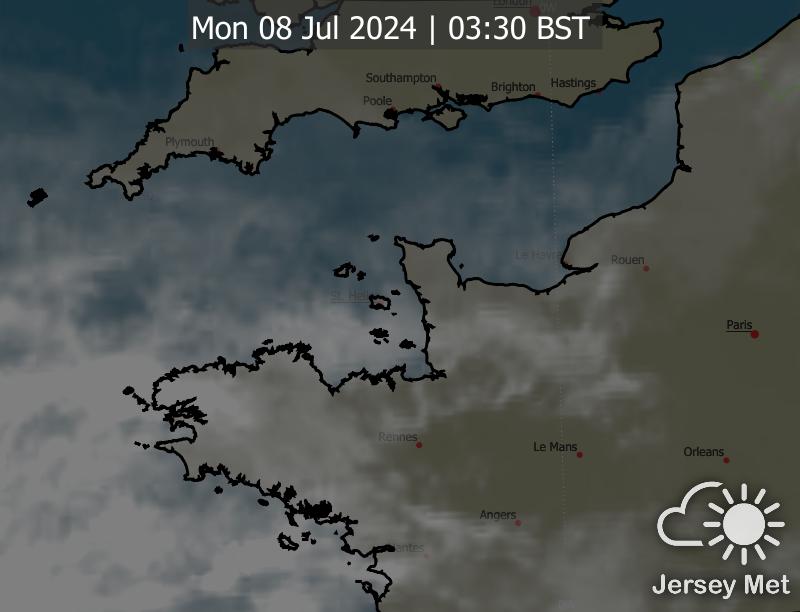 London
Mon 08 Jul 2024 | 03:30 BST
Southampton
Brighton
Hastings
Poole
Plymouth
Le Havre
Rouen
St. Helier
Paris
Rennes
Le Mans
Orleans
Angers
Nantes
Jersey Met